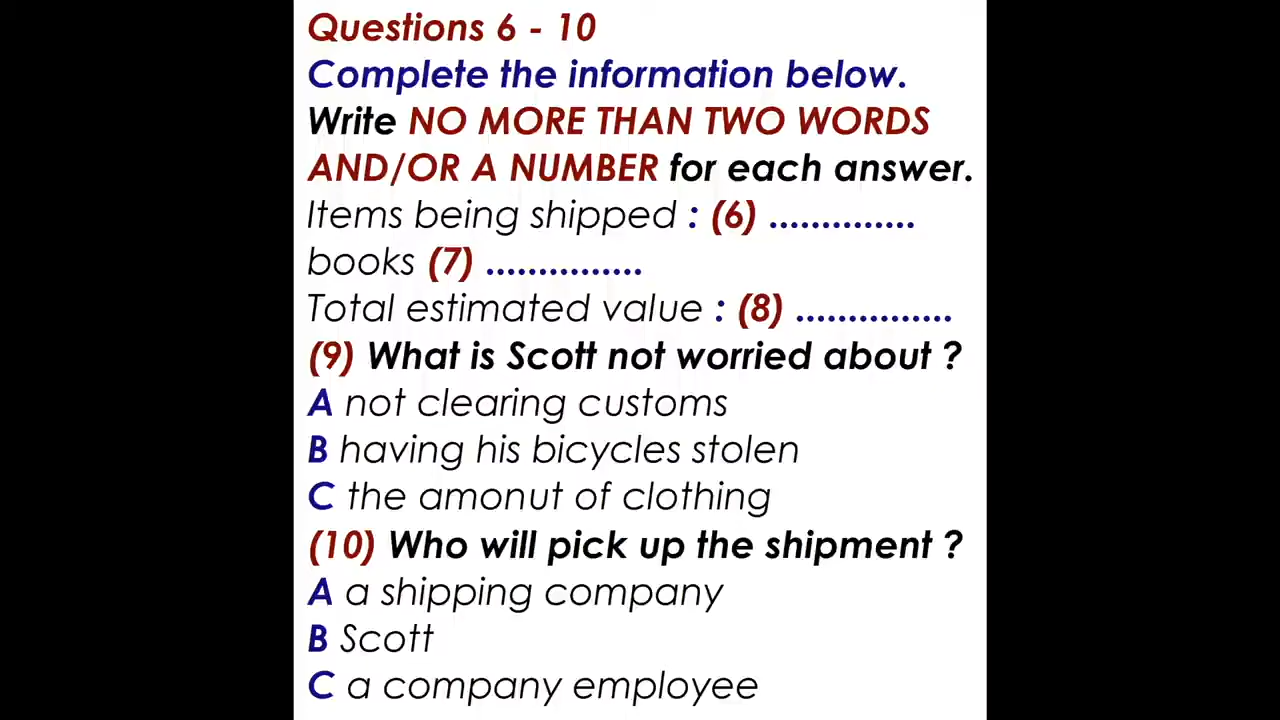 Questions 6 - 10
Complete the information below.
Write NO MORE THAN TWO WORDS
AND/OR A NUMBER for each answer.
Items being shipped : (6) ..............
books (7) ...............
Total estimated value : (8) ...............
(9) What is Scott not worried about ?
A not clearing customs
B having his bicycles stolen
C the amonut of clothing
(10) Who will pick up the shipment ?
A a shipping company
B Scott
C a company employee